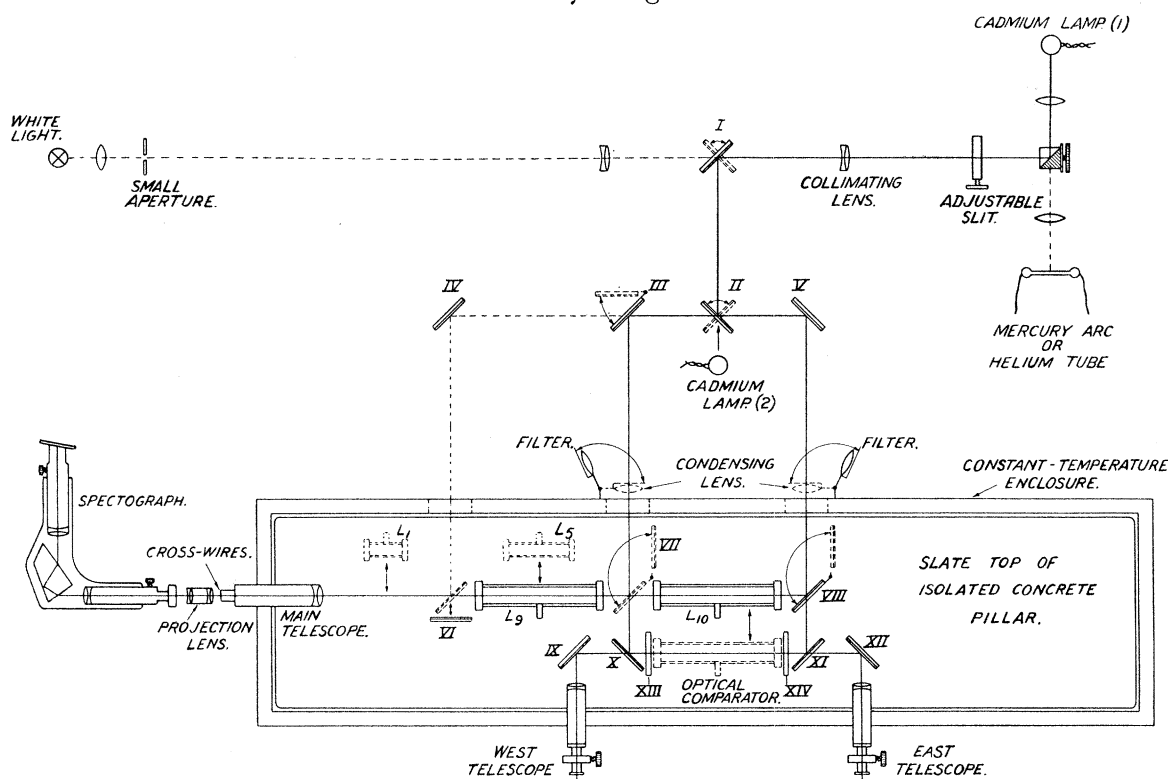 CADMIUM LAMP. (1)
WHITE
LIGHT.
I
SMALL
APERTURE.
COLLIMATING
LENS.
ADJUSTABLE
SLIT.
IV
III
II
V
MERCURY ARC
OR
HELIUM TUBE
CADMIUM
LAMP. (2)
FILTER.
FILTER.
CONDENSING
LENS.
CONSTANT-TEMPERATURE
ENCLOSURE.
SPECTOGRAPH.
L1
L5
VII
CROSS-WIRES.
SLATE TOP OF
ISOLATED CONCRETE
PILLAR.
VIII
MAIN
TELESCOPE.
PROJECTION
LENS.
VI
L9
L10
IX
X
XI
XII
XIII
OPTICAL
COMPARATOR.
XIV
WEST
TELESCOPE
EAST
TELESCOPE.